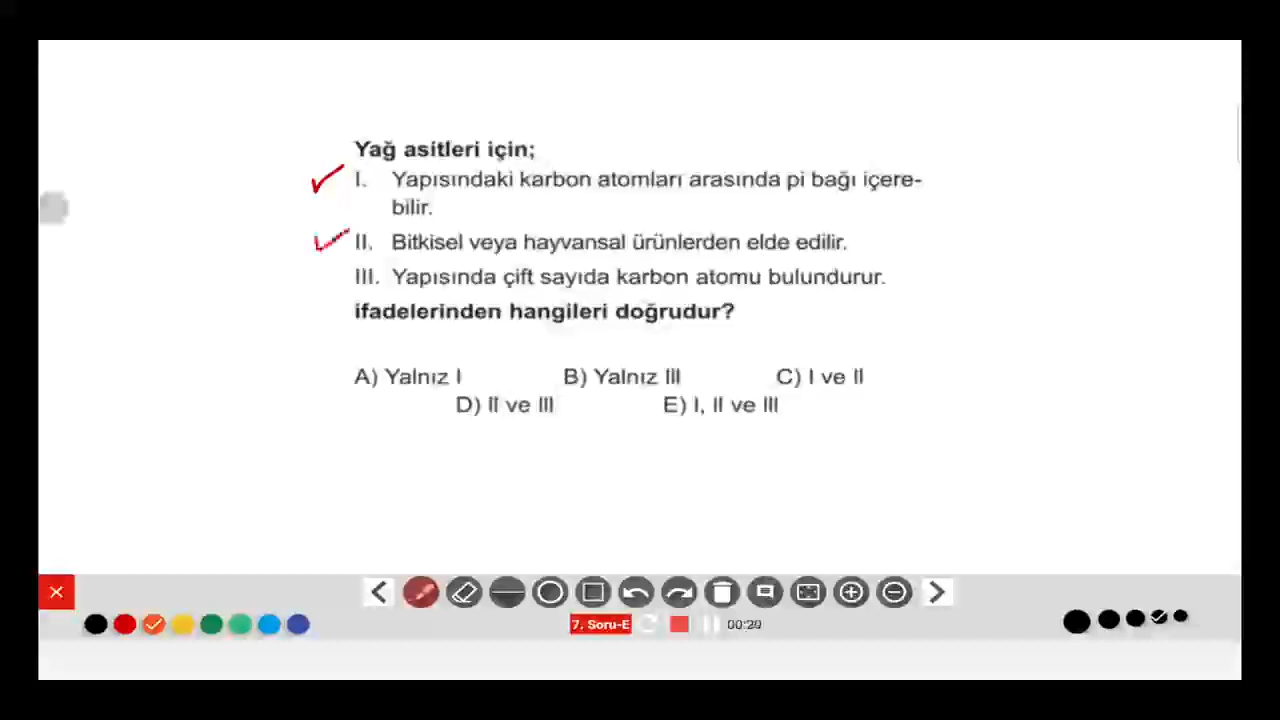 Yağ asitleri için;
I. Yapısındaki karbon atomları arasında pi bağı içere-
bilir.
II. Bitkisel veya hayvansal ürünlerden elde edilir.
III. Yapısında çift sayıda karbon atomu bulundurur.
ifadelerinden hangileri doğrudur?
A) Yalnız I B) Yalnız III C) I ve II
D) II ve III E) I, II ve III
7. Soru-E 00:20